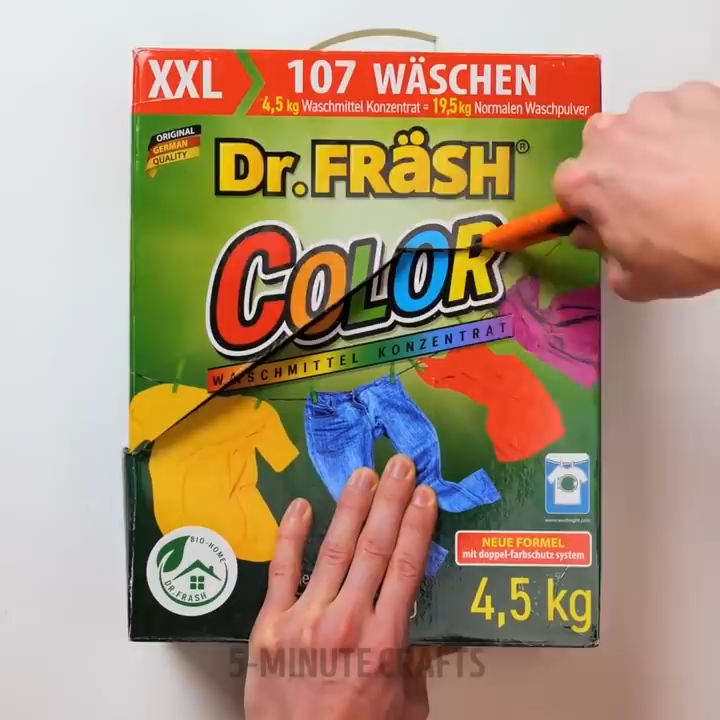 XXL
107 WÄSCHEN
4,5 kg Waschmittel Konzentrat = 19,5 kg Normalen Waschpulver
ORIGINAL
GERMAN
QUALITY
Dr. FRÄSH®
COLOR
WASCHMITTEL KONZENTRAT
BIO-HOME
DR. FRASH
NEUE FORMEL
mit doppel-farbschutz system
4,5 kg
5-MINUTE CRAFTS